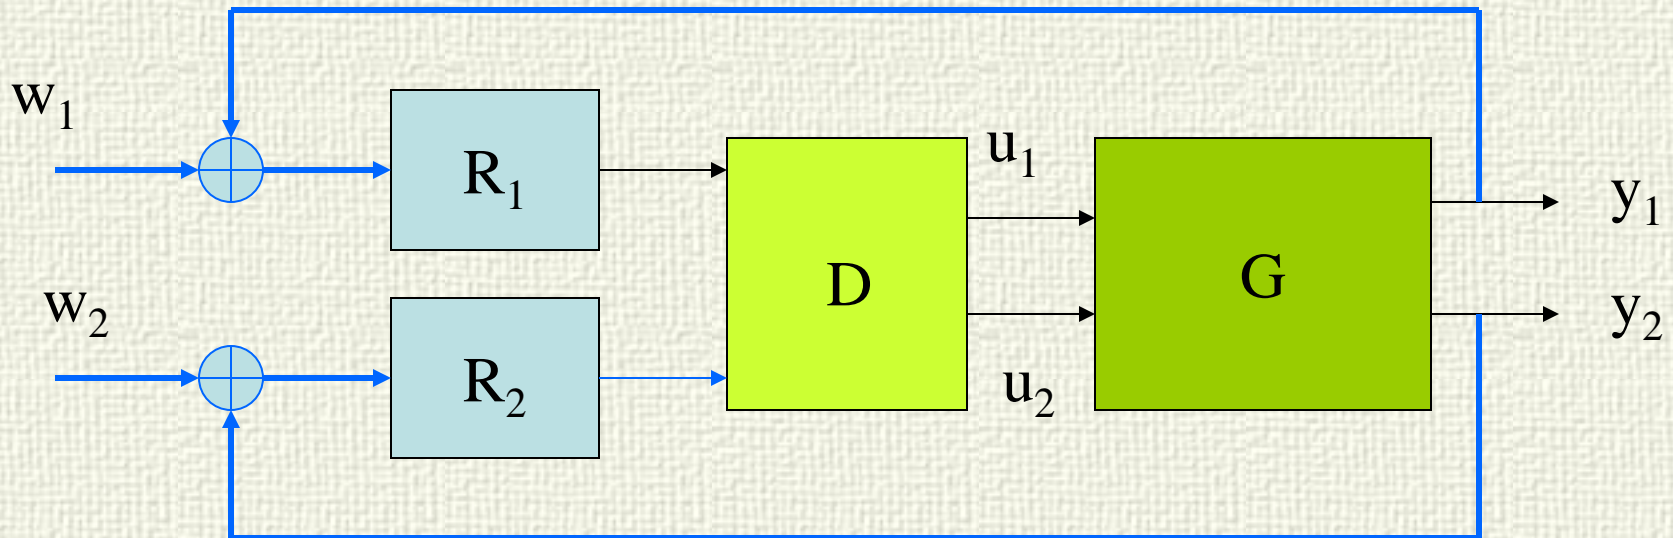 w₁
R₁
u₁
y₁
D
G
w₂
R₂
u₂
y₂